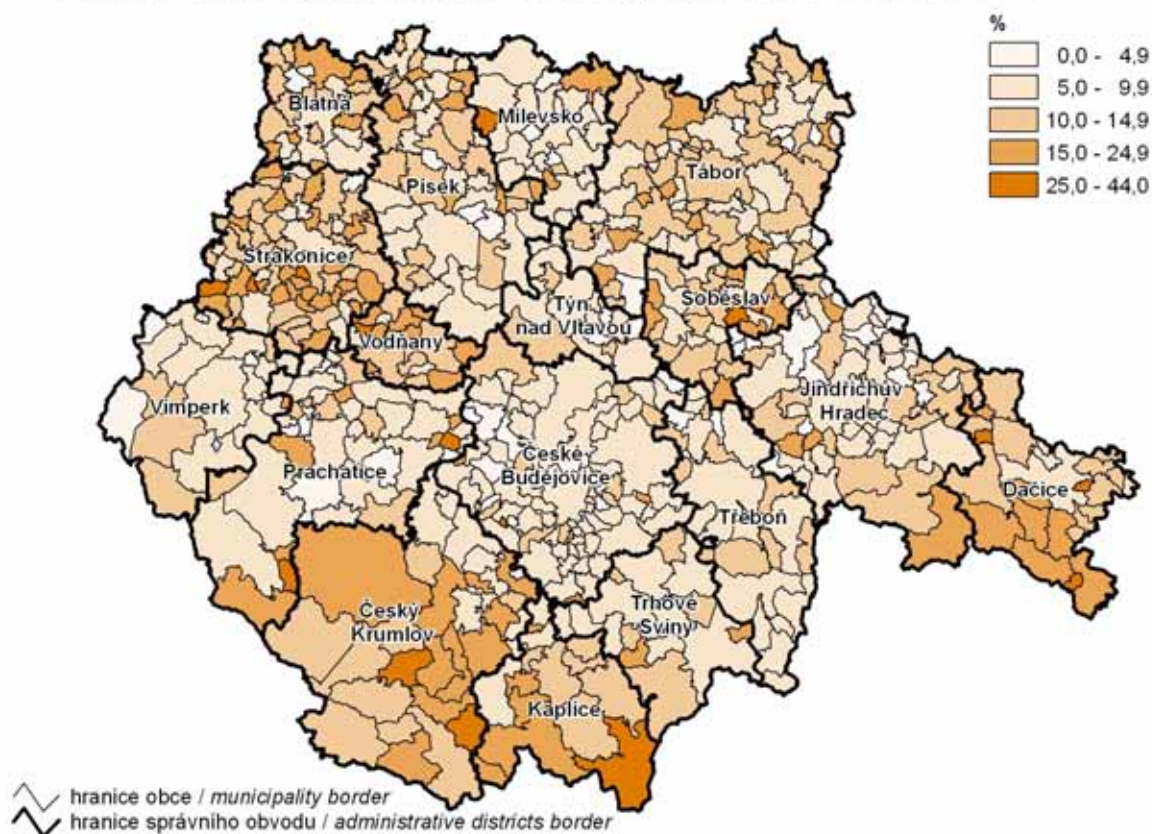 %
0,0 - 4,9
5,0 - 9,9
10,0 - 14,9
15,0 - 24,9
25,0 - 44,0
Blatná
Milevsko
Písek
Tábor
Strakonice
Soběslav
Týn
nad Vltavou
Vodňany
Vimperk
Jindřichův
Hradec
Prachatice
České
Budějovice
Dačice
Třeboň
Český
Krumlov
Trhové
Sviny
Kaplice
hranice obce / municipality border
hranice správního obvodu / administrative districts border